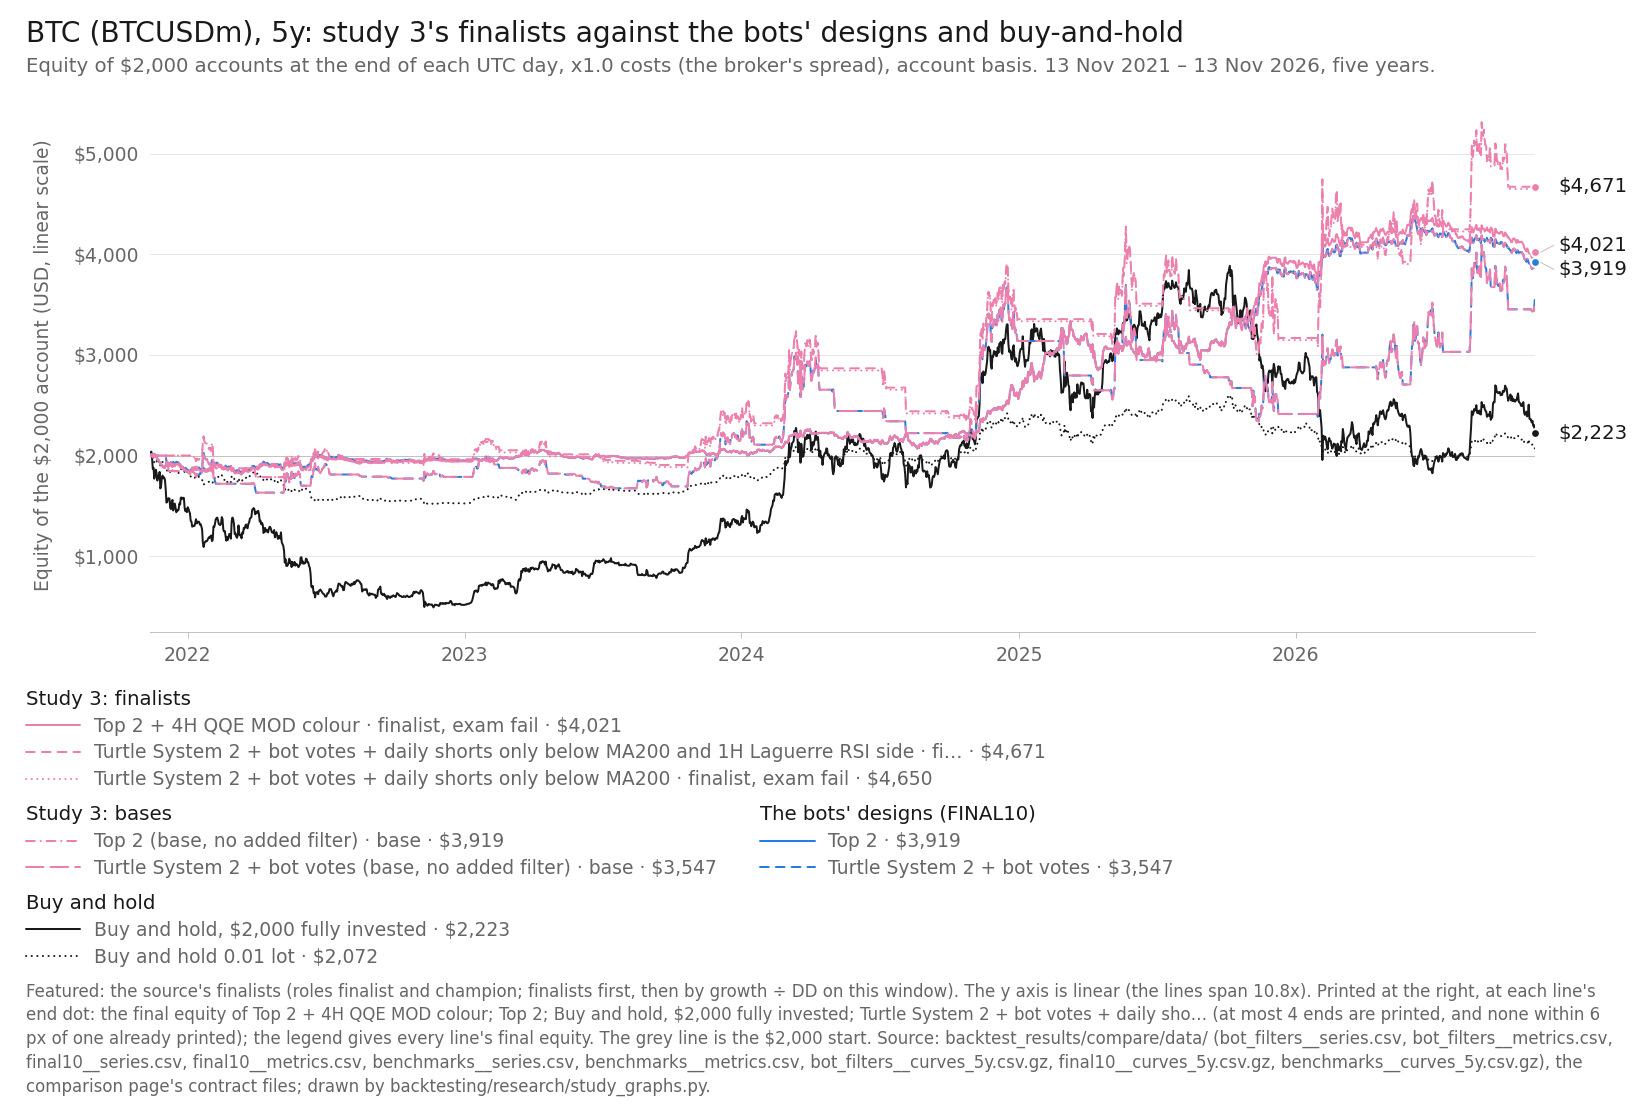 BTC (BTCUSDm), 5y: study 3's finalists against the bots' designs and buy-and-hold
Equity of $2,000 accounts at the end of each UTC day, x1.0 costs (the broker's spread), account basis. 13 Nov 2021 – 13 Nov 2026, five years.
Equity of the $2,000 account (USD, linear scale)
$5,000
$4,000
$3,000
$2,000
$1,000
$4,671
$4,021
$3,919
$2,223
2022
2023
2024
2025
2026
Study 3: finalists
Top 2 + 4H QQE MOD colour · finalist, exam fail · $4,021
Turtle System 2 + bot votes + daily shorts only below MA200 and 1H Laguerre RSI side · fi… · $4,671
Turtle System 2 + bot votes + daily shorts only below MA200 · finalist, exam fail · $4,650
Study 3: bases
Top 2 (base, no added filter) · base · $3,919
Turtle System 2 + bot votes (base, no added filter) · base · $3,547
The bots' designs (FINAL10)
Top 2 · $3,919
Turtle System 2 + bot votes · $3,547
Buy and hold
Buy and hold, $2,000 fully invested · $2,223
Buy and hold 0.01 lot · $2,072
Featured: the source's finalists (roles finalist and champion; finalists first, then by growth ÷ DD on this window). The y axis is linear (the lines span 10.8x). Printed at the right, at each line's
end dot: the final equity of Top 2 + 4H QQE MOD colour; Top 2; Buy and hold, $2,000 fully invested; Turtle System 2 + bot votes + daily sho… (at most 4 ends are printed, and none within 6
px of one already printed); the legend gives every line's final equity. The grey line is the $2,000 start. Source: backtest_results/compare/data/ (bot_filters__series.csv, bot_filters__metrics.csv,
final10__series.csv, final10__metrics.csv, benchmarks__series.csv, benchmarks__metrics.csv, bot_filters__curves_5y.csv.gz, final10__curves_5y.csv.gz, benchmarks__curves_5y.csv.gz), the
comparison page's contract files; drawn by backtesting/research/study_graphs.py.